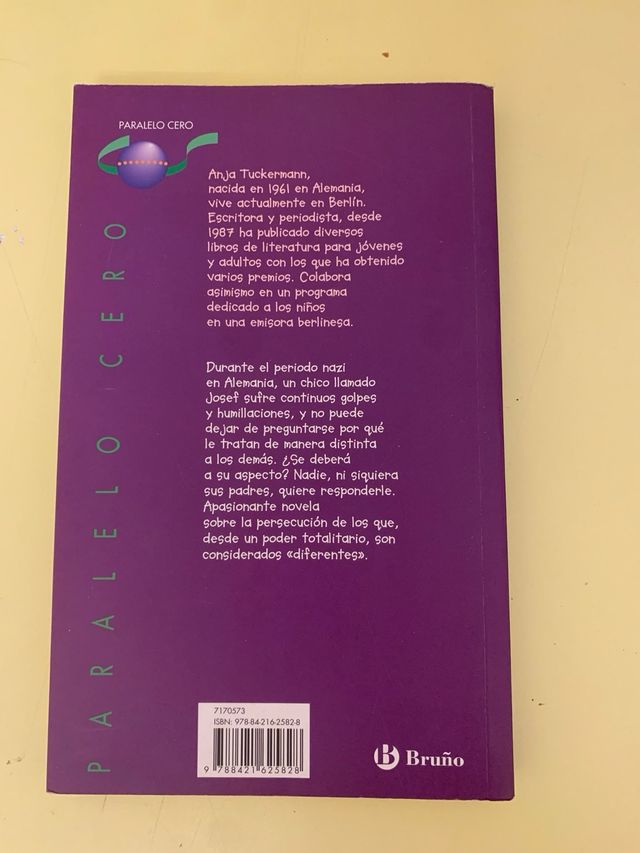 PARALELO CERO
Anja Tuckermann,
nacida en 1961 en Alemania,
vive actualmente en Berlín.
Escritora y periodista, desde
1987 ha publicado diversos
libros de literatura para jóvenes
y adultos con los que ha obtenido
varios premios. Colabora
asimismo en un programa
dedicado a los niños
en una emisora berlinesa.
Durante el periodo nazi
en Alemania, un chico llamado
Josef sufre continuos golpes
y humillaciones, y no puede
dejar de preguntarse por qué
le tratan de manera distinta
a los demás. ¿Se deberá
a su aspecto? Nadie, ni siquiera
sus padres, quiere responderle.
Apasionante novela
sobre la persecución de los que,
desde un poder totalitario, son
considerados «diferentes».
PARALELO CERO
7170573
ISBN: 978-84-216-2582-8
9 788421 625828
B Bruño